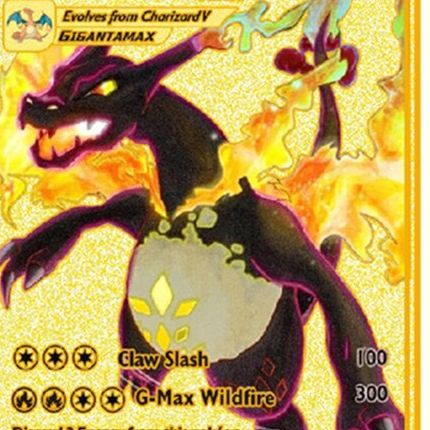 Evolves from Charizard V
GIGANTAMAX
Claw Slash 100
G-Max Wildfire 300